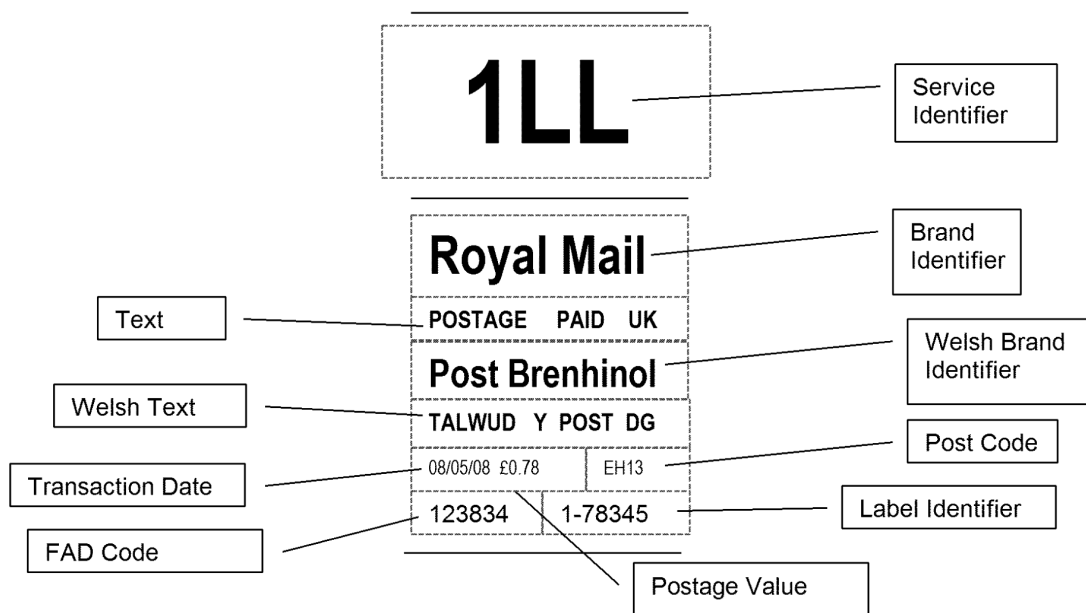 1LL
Service
Identifier
Royal Mail
Brand
Identifier
Text
POSTAGE PAID UK
Post Brenhinol
Welsh Brand
Identifier
Welsh Text
TALWUD Y POST DG
Post Code
Transaction Date
08/05/08 £0.78 EH13
123834 1-78345
Label Identifier
FAD Code
Postage Value